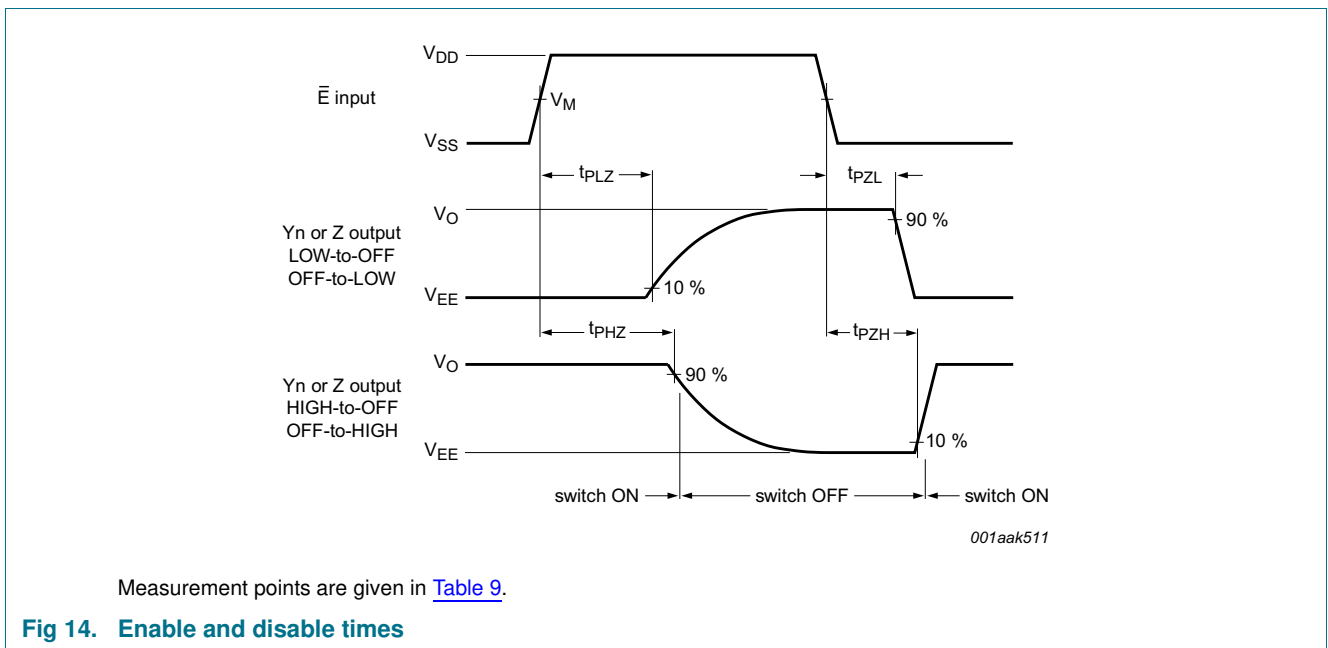 V_DD
Ē input
V_M
V_SS
t_PLZ
t_PZL
V_O
90 %
Yn or Z output
LOW-to-OFF
OFF-to-LOW
10 %
V_EE
t_PHZ
t_PZH
V_O
90 %
Yn or Z output
HIGH-to-OFF
OFF-to-HIGH
10 %
V_EE
switch ON switch OFF switch ON
001aak511
Measurement points are given in Table 9.
Fig 14. Enable and disable times